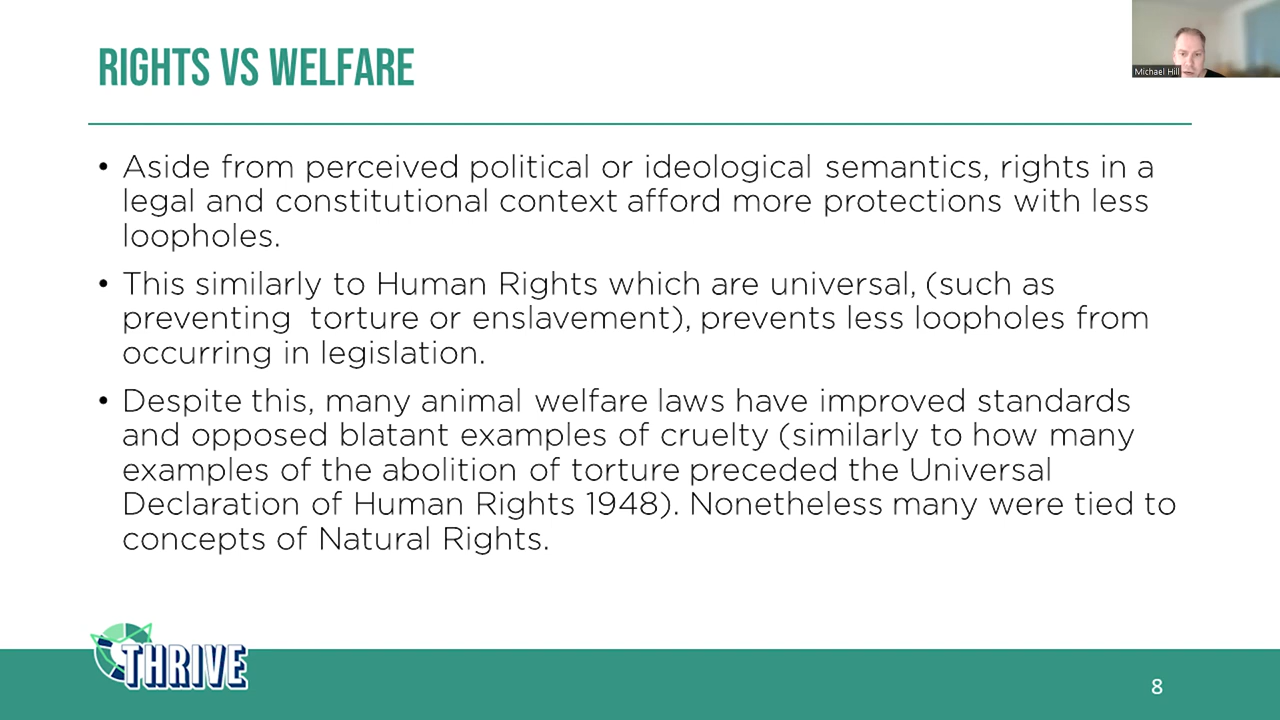 RIGHTS VS WELFARE
Michael Hill
• Aside from perceived political or ideological semantics, rights in a
legal and constitutional context afford more protections with less
loopholes.
• This similarly to Human Rights which are universal, (such as
preventing  torture or enslavement), prevents less loopholes from
occurring in legislation.
• Despite this, many animal welfare laws have improved standards
and opposed blatant examples of cruelty (similarly to how many
examples of the abolition of torture preceded the Universal
Declaration of Human Rights 1948). Nonetheless many were tied to
concepts of Natural Rights.
THRIVE
8